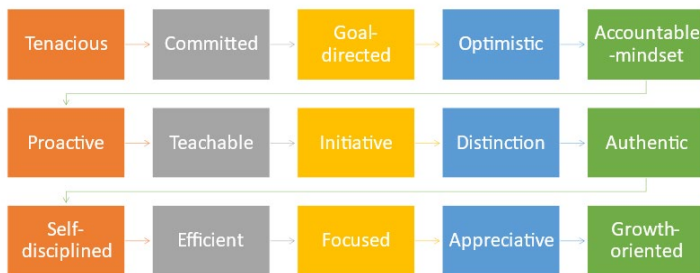 Tenacious
Committed
Goal-
directed
Optimistic
Accountable
-mindset
Proactive
Teachable
Initiative
Distinction
Authentic
Self-
disciplined
Efficient
Focused
Appreciative
Growth-
oriented